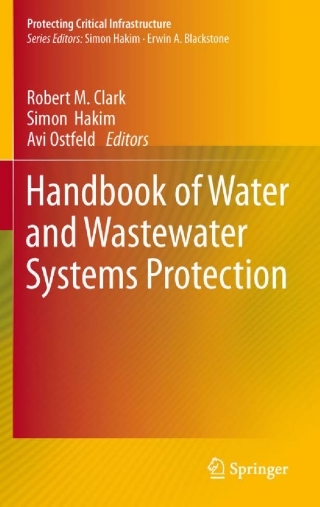 Protecting Critical Infrastructure
Series Editors: Simon Hakim · Erwin A. Blackstone
Robert M. Clark
Simon Hakim
Avi Ostfeld Editors
Handbook of Water
and Wastewater
Systems Protection
Springer